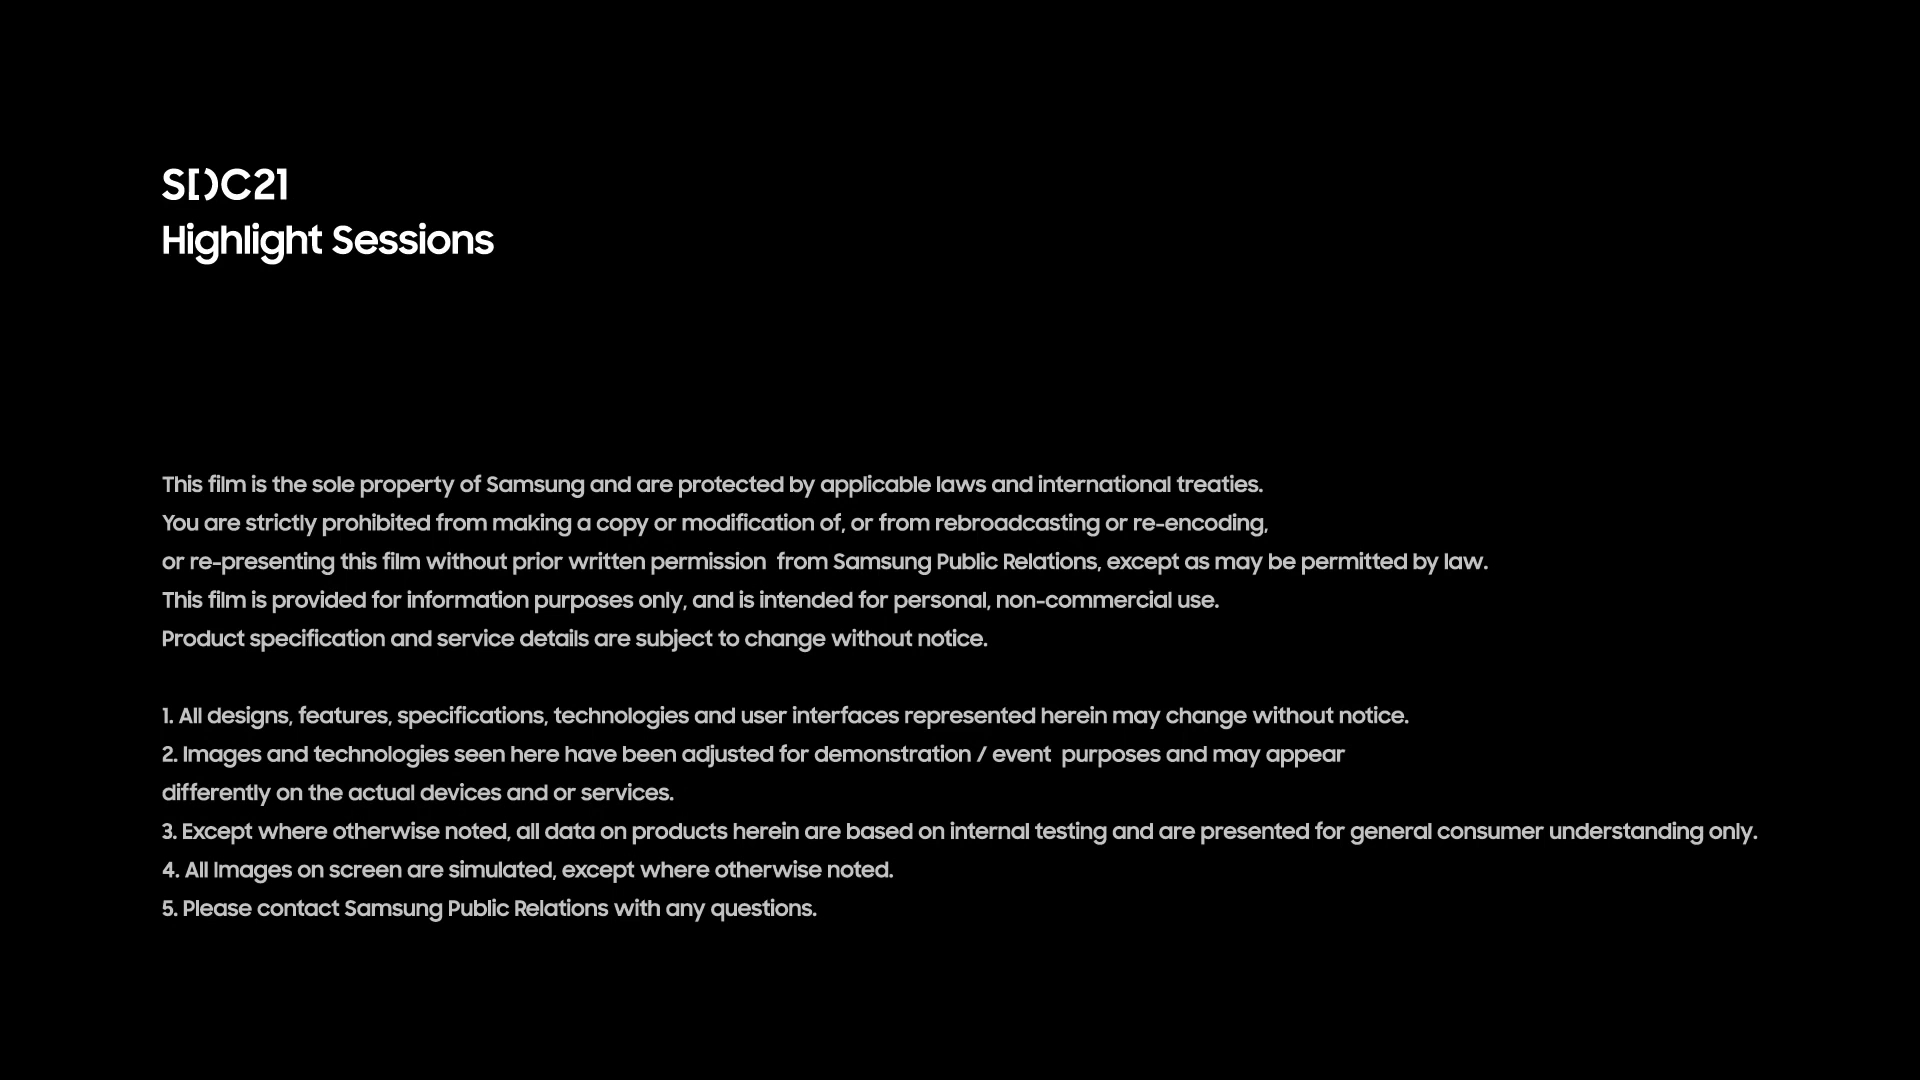 SDC21
Highlight Sessions
This film is the sole property of Samsung and are protected by applicable laws and international treaties.
You are strictly prohibited from making a copy or modification of, or from rebroadcasting or re-encoding,
or re-presenting this film without prior written permission from Samsung Public Relations, except as may be permitted by law.
This film is provided for information purposes only, and is intended for personal, non-commercial use.
Product specification and service details are subject to change without notice.
1. All designs, features, specifications, technologies and user interfaces represented herein may change without notice.
2. Images and technologies seen here have been adjusted for demonstration / event purposes and may appear
differently on the actual devices and or services.
3. Except where otherwise noted, all data on products herein are based on internal testing and are presented for general consumer understanding only.
4. All Images on screen are simulated, except where otherwise noted.
5. Please contact Samsung Public Relations with any questions.